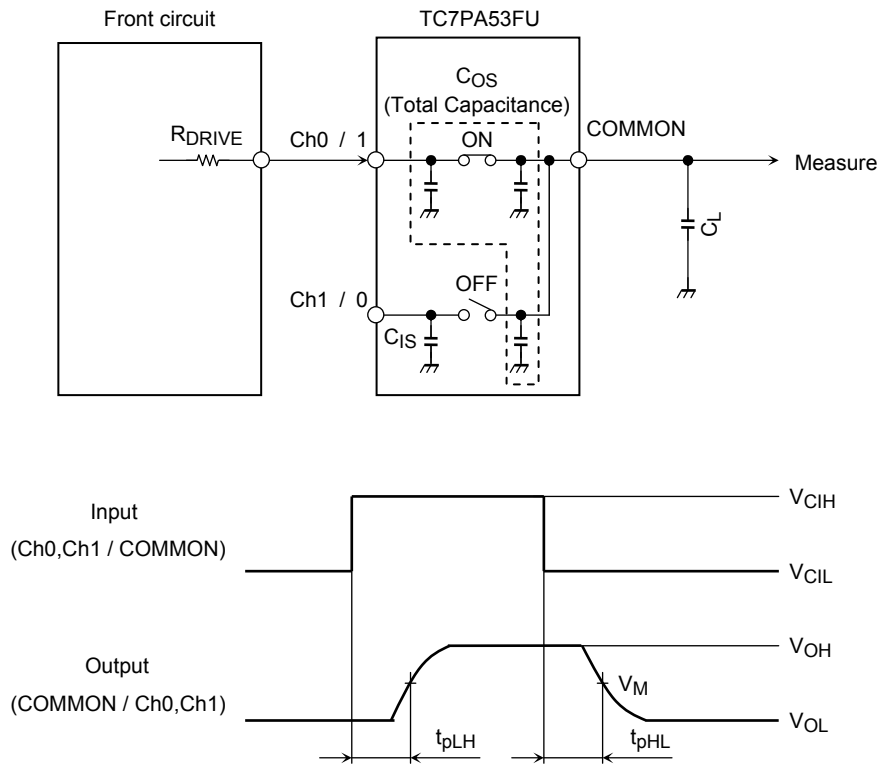 Front circuit
TC7PA53FU
COS
(Total Capacitance)
RDRIVE
Ch0 / 1
ON
COMMON
Measure
CL
Ch1 / 0
OFF
CIS
Input
(Ch0,Ch1 / COMMON)
VCIH
VCIL
Output
(COMMON / Ch0,Ch1)
VOH
VM
VOL
tpLH
tpHL